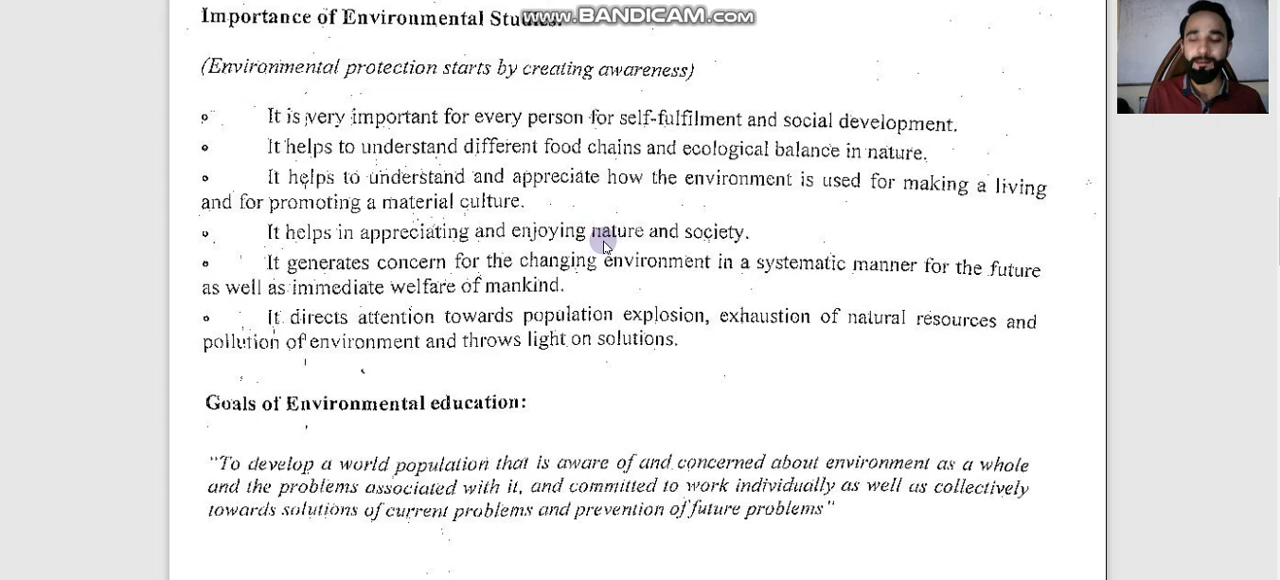 Importance of Environmental Studies:
www.BANDICAM.com
(Environmental protection starts by creating awareness)
It is very important for every person for self-fulfilment and social development.
It helps to understand different food chains and ecological balance in nature.
It helps to understand and appreciate how the environment is used for making a living
and for promoting a material culture.
It helps in appreciating and enjoying nature and society.
It generates concern for the changing environment in a systematic manner for the future
as well as immediate welfare of mankind.
It directs attention towards population explosion, exhaustion of natural resources and
pollution of environment and throws light on solutions.
Goals of Environmental education:
"To develop a world population that is aware of and concerned about environment as a whole
and the problems associated with it, and committed to work individually as well as collectively
towards solutions of current problems and prevention of future problems"